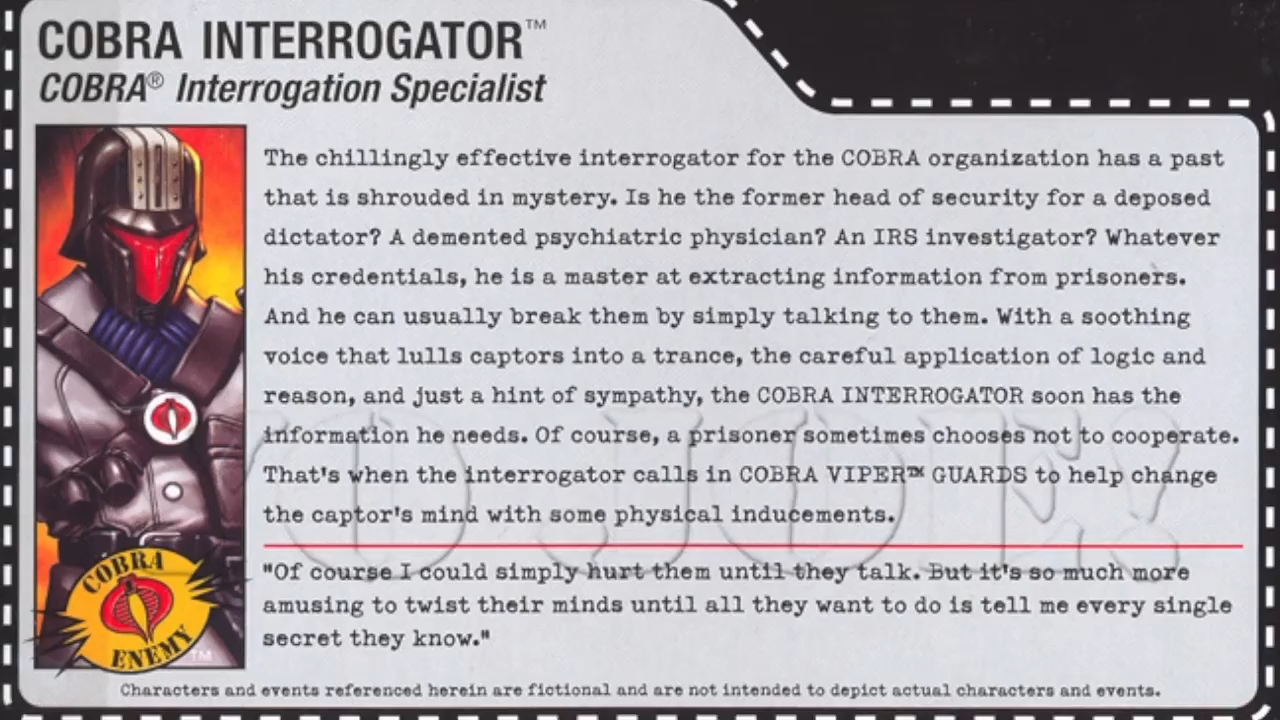 COBRA INTERROGATOR™
COBRA® Interrogation Specialist
The chillingly effective interrogator for the COBRA organization has a past
that is shrouded in mystery. Is he the former head of security for a deposed
dictator? A demented psychiatric physician? An IRS investigator? Whatever
his credentials, he is a master at extracting information from prisoners.
And he can usually break them by simply talking to them. With a soothing
voice that lulls captors into a trance, the careful application of logic and
reason, and just a hint of sympathy, the COBRA INTERROGATOR soon has the
information he needs. Of course, a prisoner sometimes chooses not to cooperate.
That's when the interrogator calls in COBRA VIPER™ GUARDS to help change
the captor's mind with some physical inducements.
"Of course I could simply hurt them until they talk. But it's so much more
amusing to twist their minds until all they want to do is tell me every single
secret they know."
COBRA
ENEMY
TM
YO JOE!
Characters and events referenced herein are fictional and are not intended to depict actual characters and events.